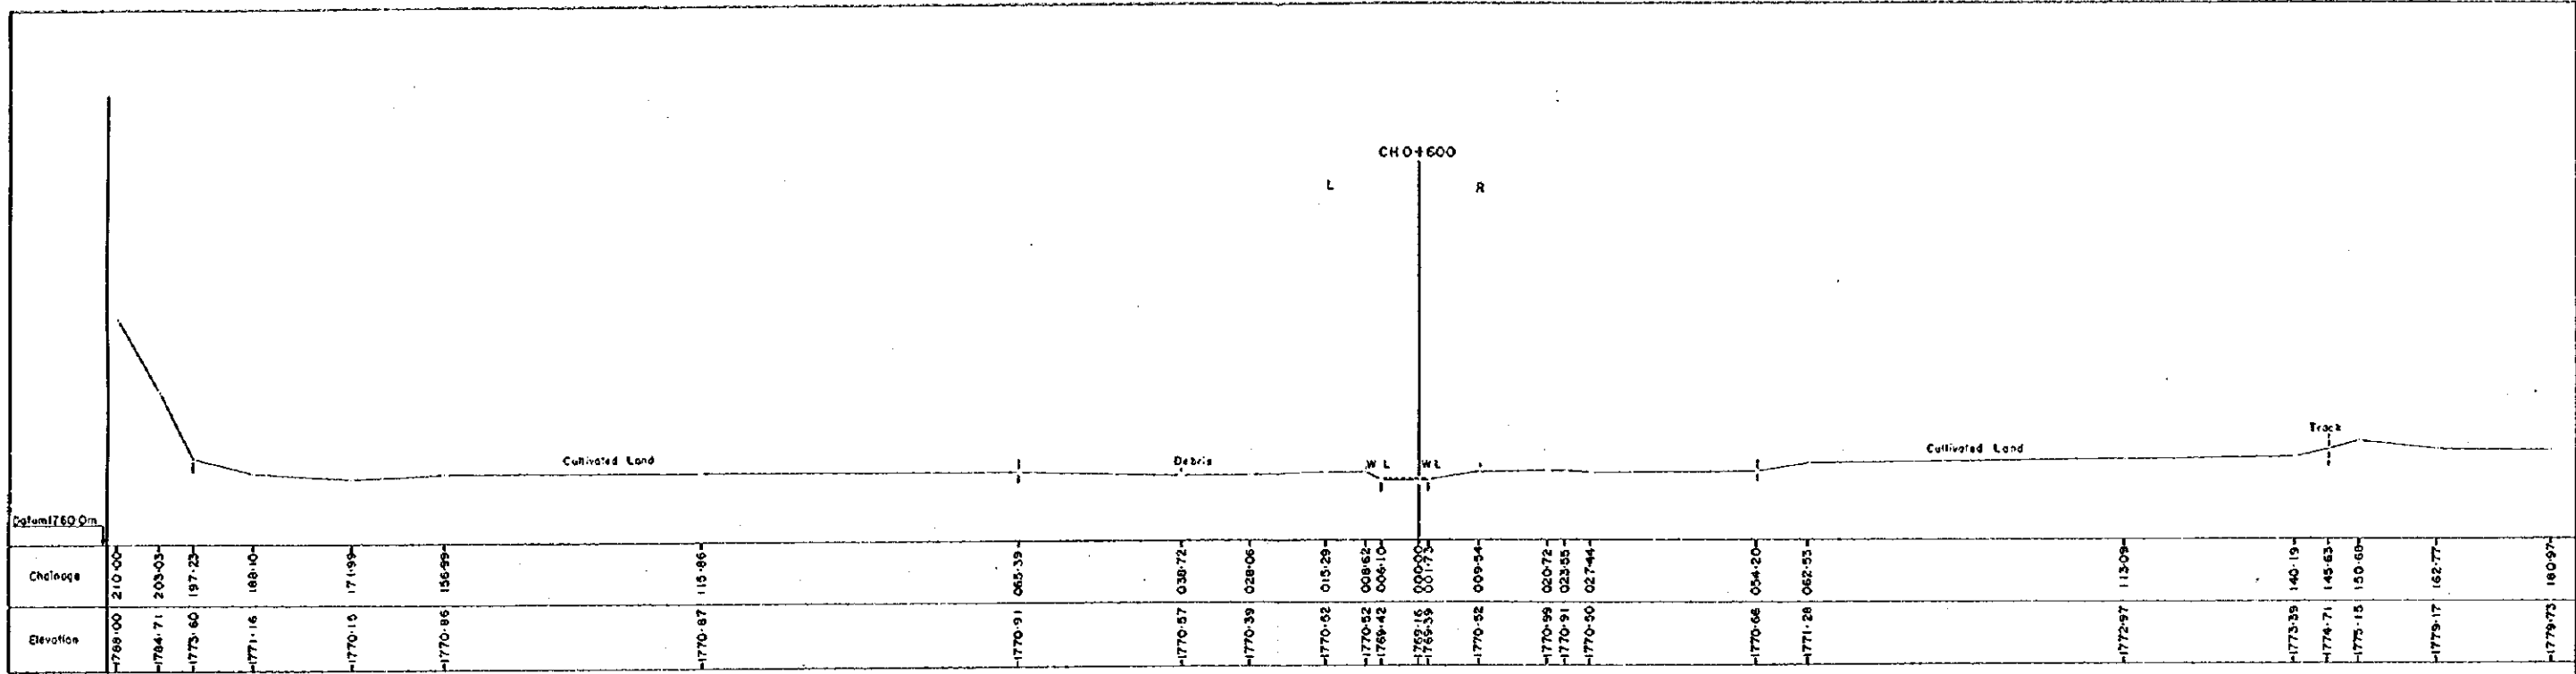 CH 0+600
L
R
Track
Cultivated Land
Cultivated Land
Debris
W L
W L
Datum 1760.0m
Chainage
210·00 203·03 197·23 188·10 171·99 156·99 115·86 065·39 038·72 028·06 015·29 008·62 006·10 000·00 001·73 009·54 020·72 023·55 027·44 054·20 062·53 113·09 140·19 145·63 150·68 162·77 180·97
Elevation
1788·00 1784·71 1773·60 1771·16 1770·15 1770·86 1770·87 1770·91 1770·57 1770·39 1770·52 1770·52 1769·42 1769·16 1769·39 1770·52 1770·99 1770·91 1770·50 1770·66 1771·28 1772·97 1773·39 1774·71 1775·15 1779·17 1779·73